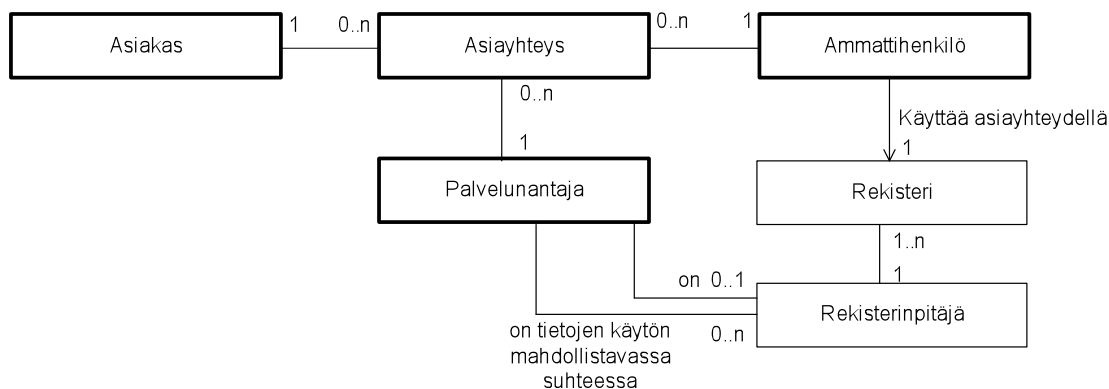 Asiakas
1
0..n
Asiayhteys
0..n
1
Ammattihenkilö
0..n
Käyttää asiayhteydellä
1
1
Palvelunantaja
Rekisteri
1..n
on 0..1
1
Rekisterinpitäjä
on tietojen käytön
0..n
mahdollistavassa
suhteessa